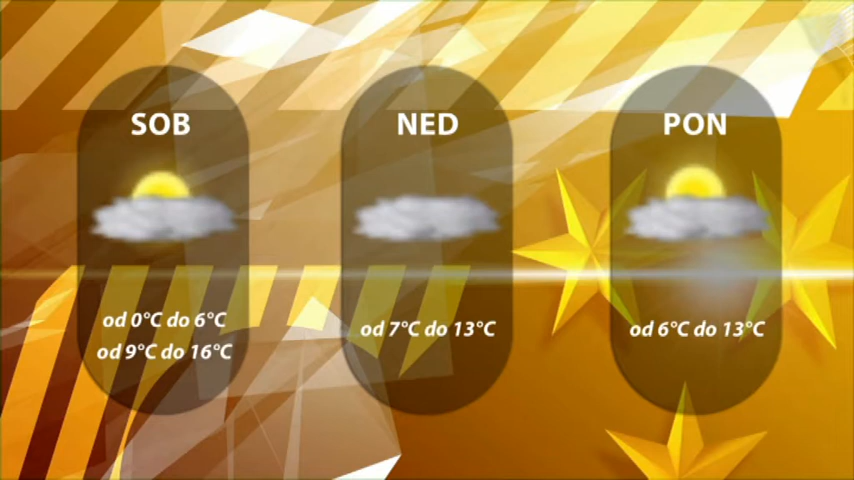 SOB
od 0°C do 6°C
od 9°C do 16°C
NED
od 7°C do 13°C
PON
od 6°C do 13°C